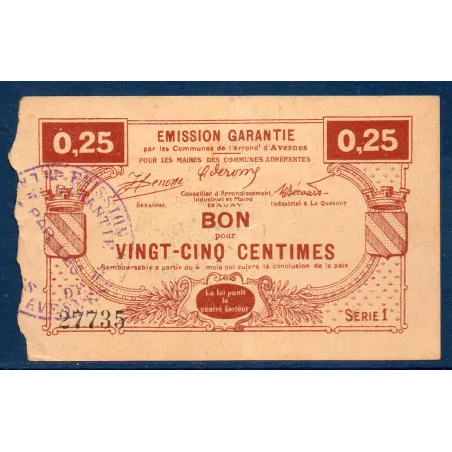 0,25
EMISSION GARANTIE
0,25
par les Communes de l'Arrond' d'Avesnes
POUR LES MAIRES DES COMMUNES ADHÉRENTES
Conseiller d'Arrondissement,
Industriel et Maire
Sénateur,
BAVAY
Industriel à Le Quesnoy
BON
pour
VINGT-CINQ CENTIMES
Remboursable à partir du 4e mois qui suivra la conclusion de la paix
La loi punit
le
contrefacteur
27735
SERIE 1